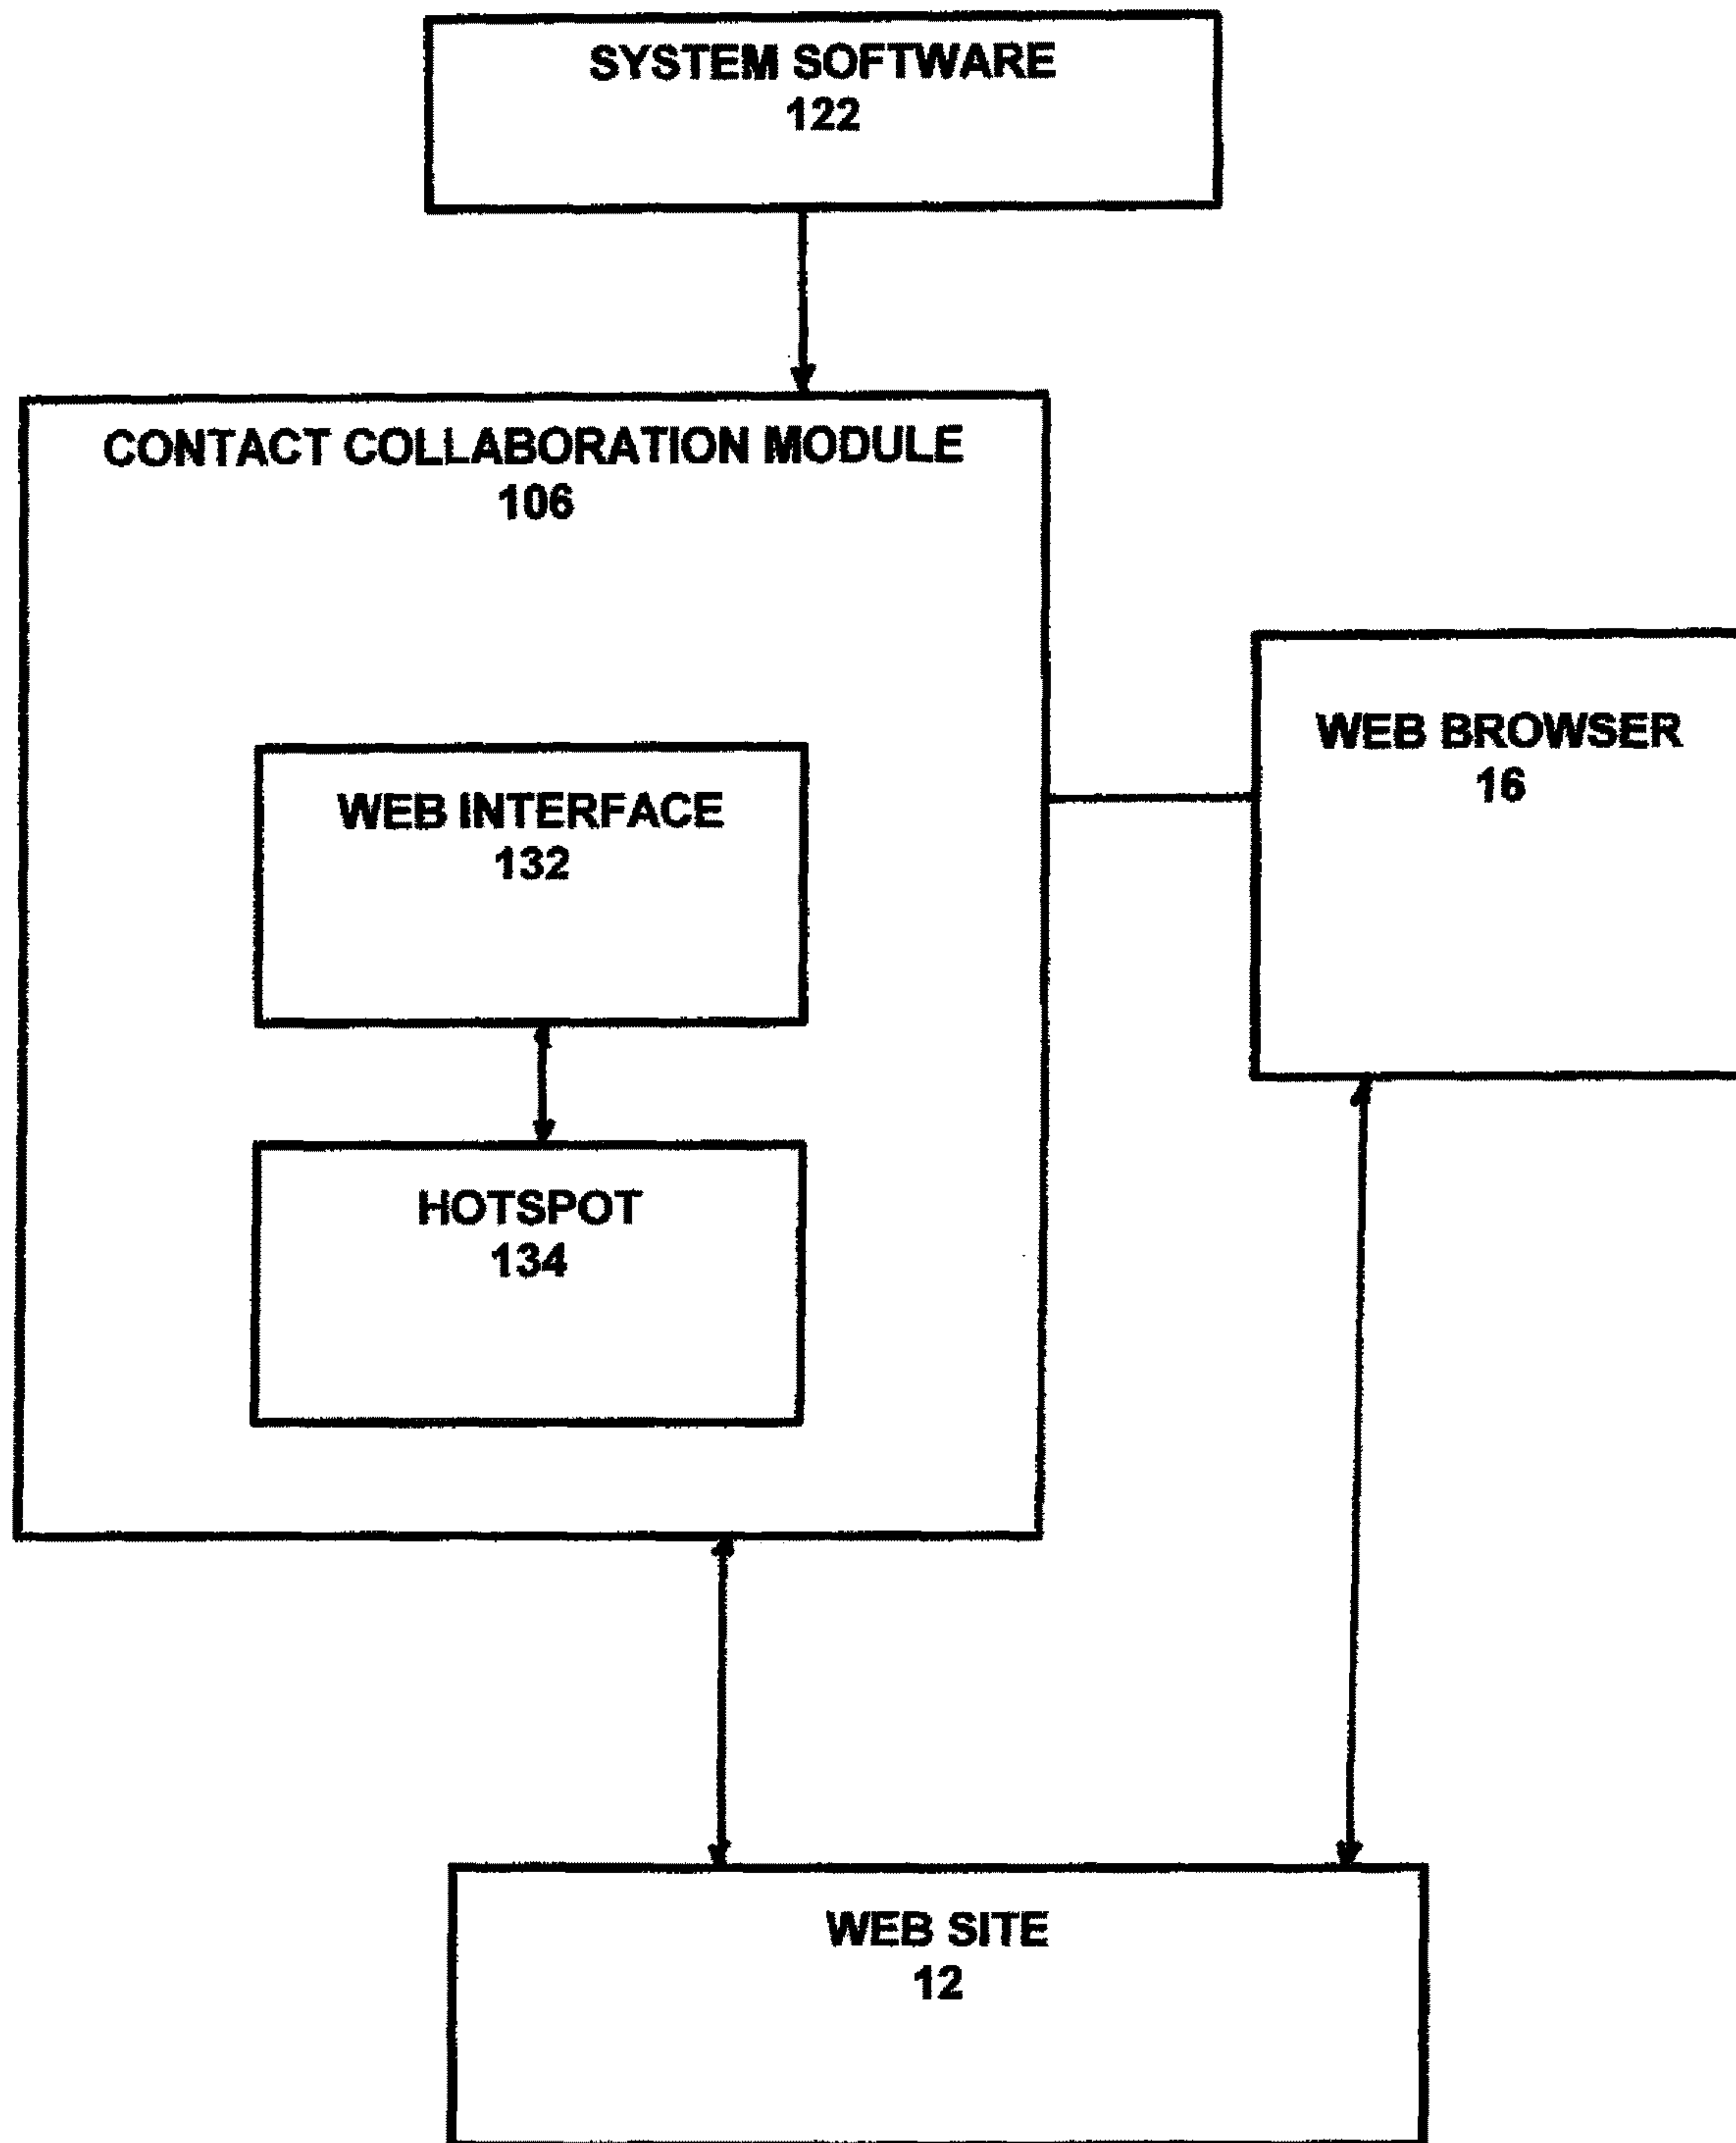 SYSTEM SOFTWARE
122
CONTACT COLLABORATION MODULE
106
WEB BROWSER
16
WEB INTERFACE
132
HOTSPOT
134
WEB SITE
12